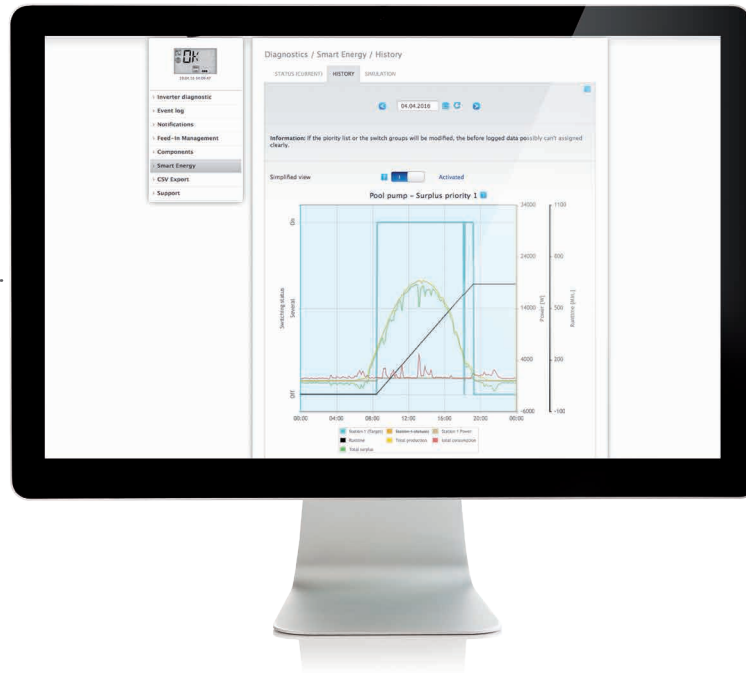 OK
Diagnostics / Smart Energy / History
STATUS (CURRENT) HISTORY SIMULATION
› Inverter diagnostic
› Event log
› Notifications
› Feed-In Management
› Components
› Smart Energy
› CSV Export
› Support
04.04.2016
Information: If the piority list or the switch groups will be modified, the before logged data possibly can't assigned
clearly.
Simplified view ? I Activated
Pool pump – Surplus priority 1
Switching status
On
Several
Off
34000
24000
14000
4000
-6000
Power [W]
1100
800
500
200
-100
Runtime [Min.]
00:00 04:00 08:00 12:00 16:00 20:00 00:00
Station 1 (Target) Station 1 Power
Runtime Total production total consumption
Total surplus